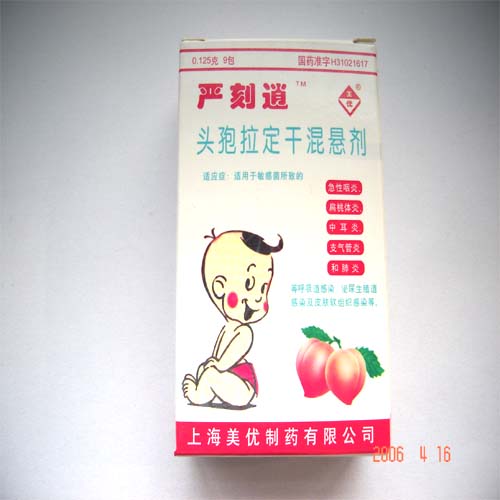 0.125克 9包
国药准字H31021617
严刻逍™
美优®
头孢拉定干混悬剂
适应症：适用于敏感菌所致的
急性咽炎、
扁桃体炎、
中耳炎、
支气管炎
和肺炎
等呼吸道感染 泌尿生殖道
感染及皮肤软组织感染等。
上海美优制药有限公司
2006 4 16